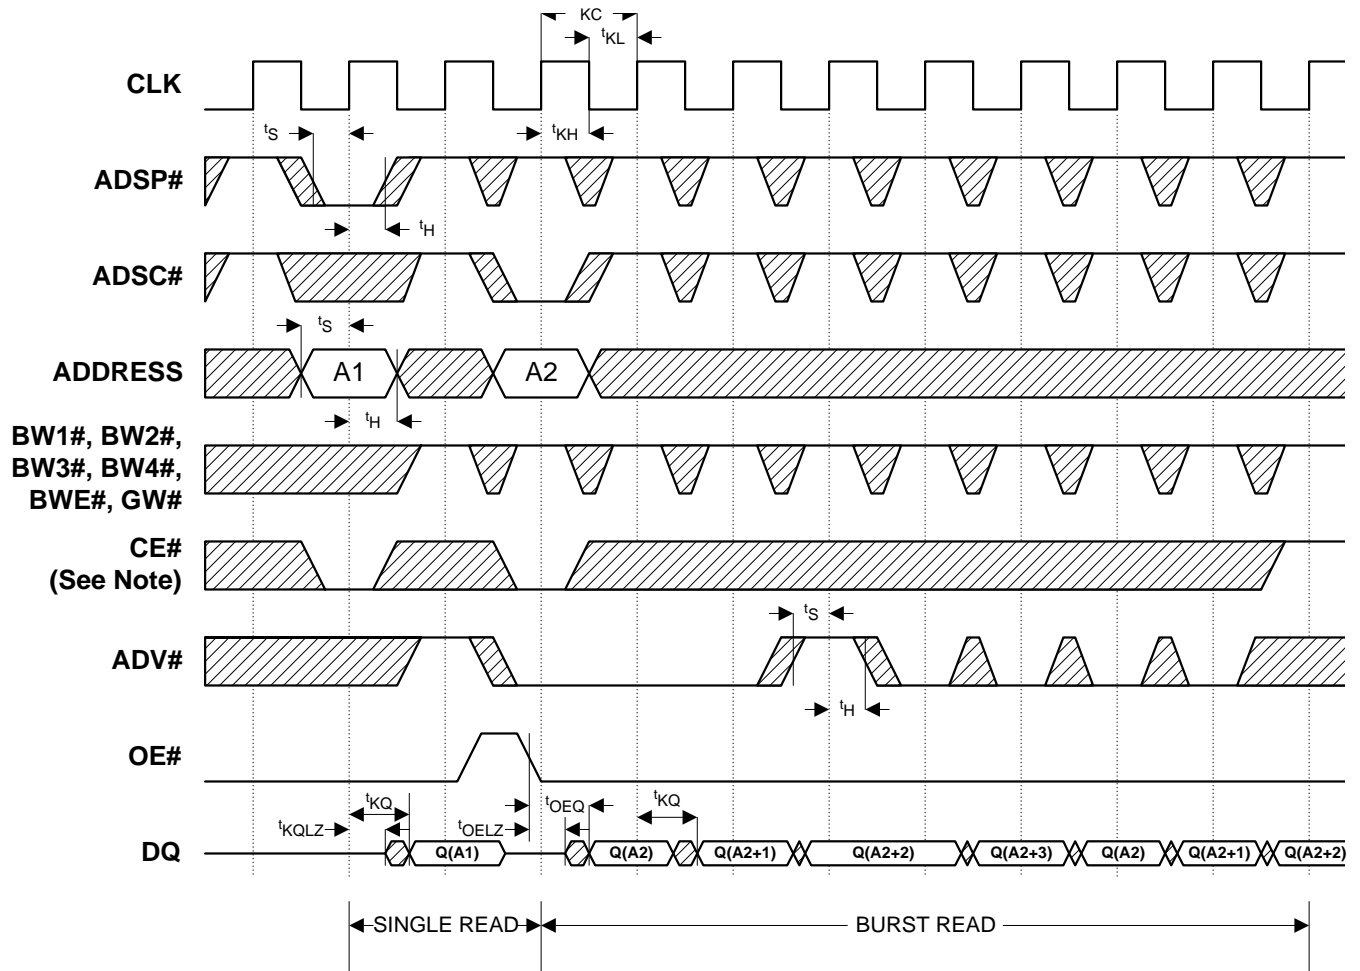 KC
tKL
CLK
tS
tKH
ADSP#
tH
ADSC#
tS
ADDRESS
A1
A2
tH
BW1#, BW2#,
BW3#, BW4#,
BWE#, GW#
CE#
(See Note)
tS
ADV#
tH
OE#
tKQ
tOEQ
tKQ
tKQLZ
tOELZ
DQ
Q(A1)
Q(A2)
Q(A2+1)
Q(A2+2)
Q(A2+3)
Q(A2)
Q(A2+1)
Q(A2+2)
SINGLE READ
BURST READ